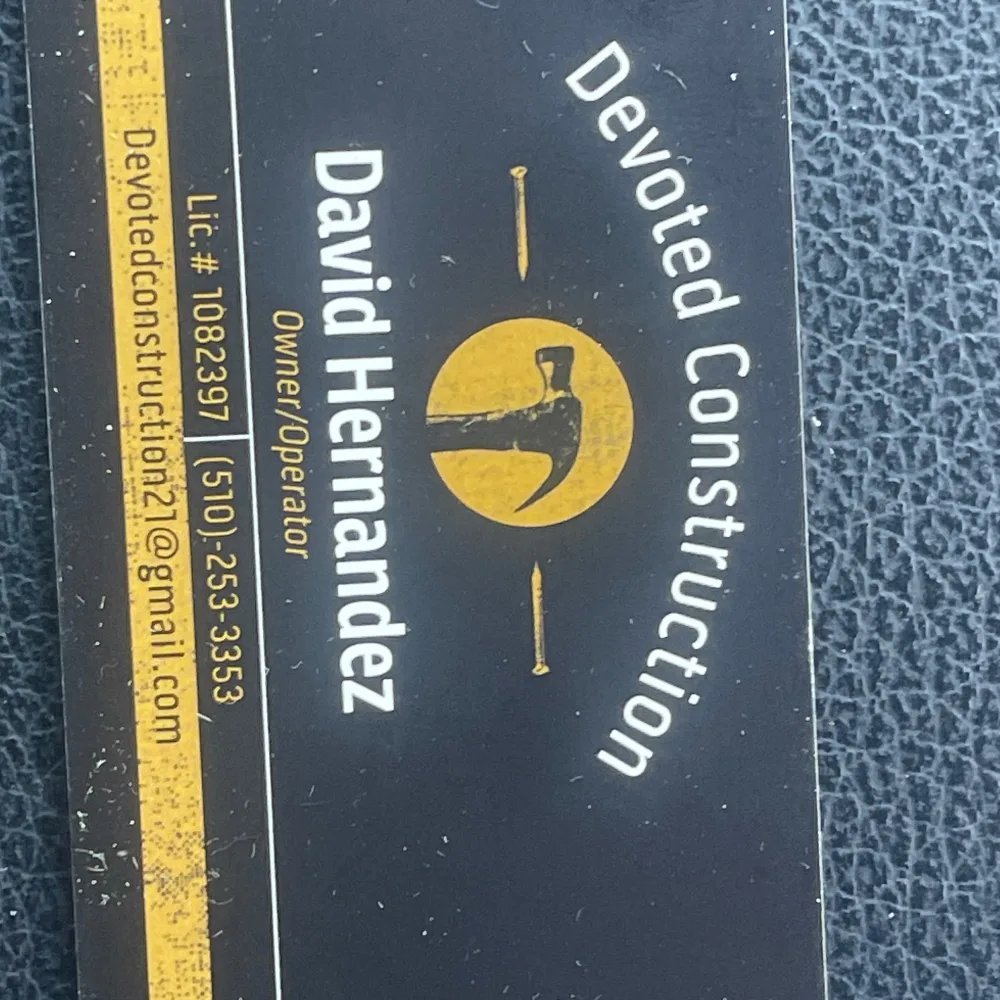 Devoted Construction
David Hernandez
Owner/Operator
Lic.# 1082397 | (510)-253-3353
Devotedconstruction21@gmail.com